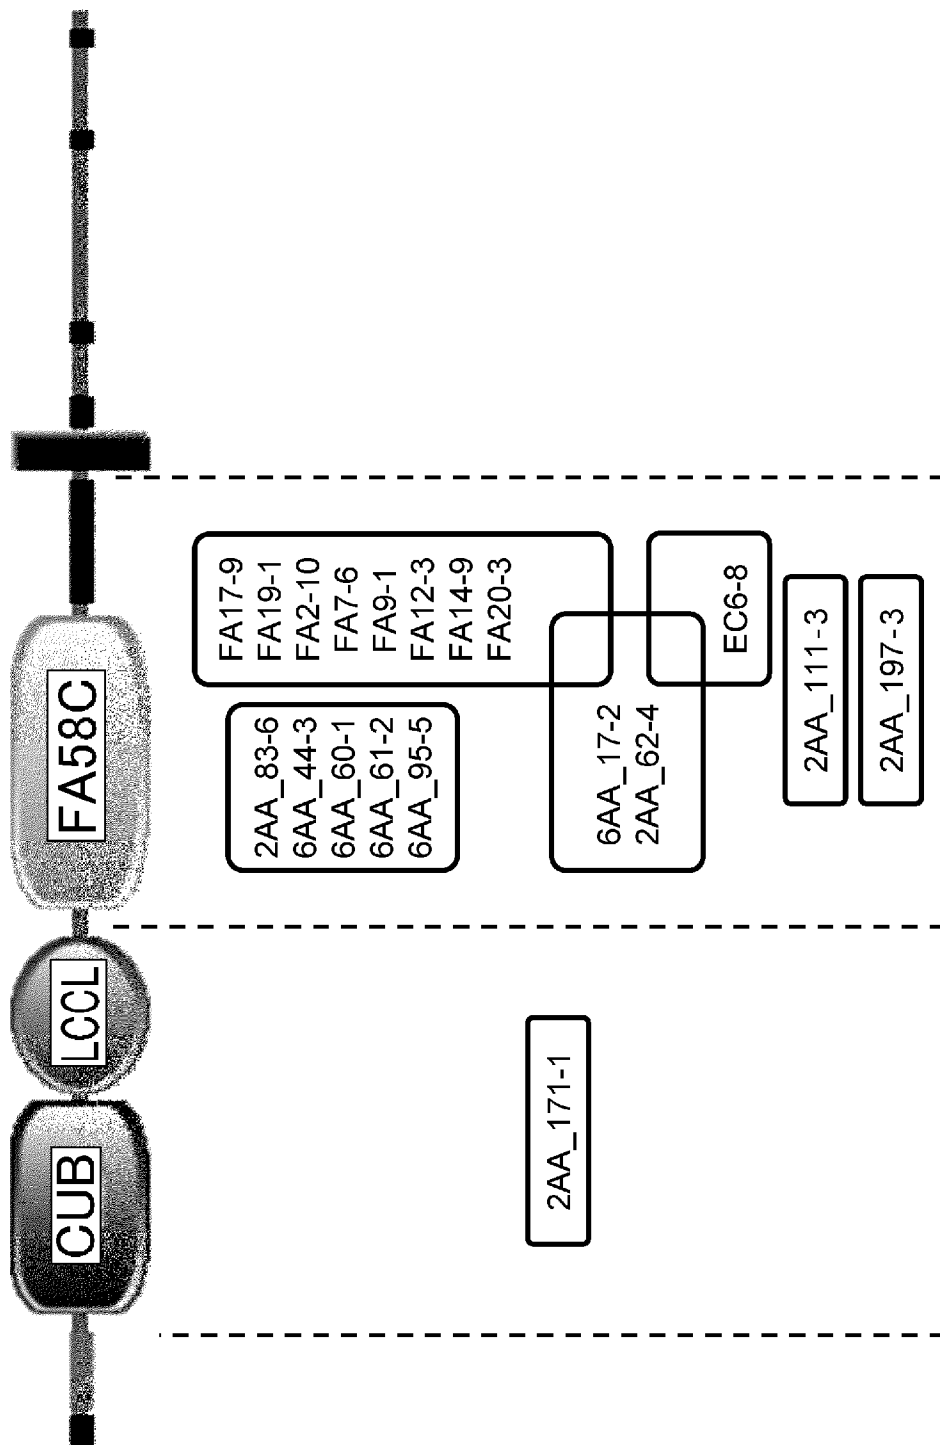 CUB
LCCL
FA58C
2AA_171-1
2AA_83-6
6AA_44-3
6AA_60-1
6AA_61-2
6AA_95-5
FA17-9
FA19-1
FA2-10
FA7-6
FA9-1
FA12-3
FA14-9
FA20-3
6AA_17-2
2AA_62-4
EC6-8
2AA_111-3
2AA_197-3